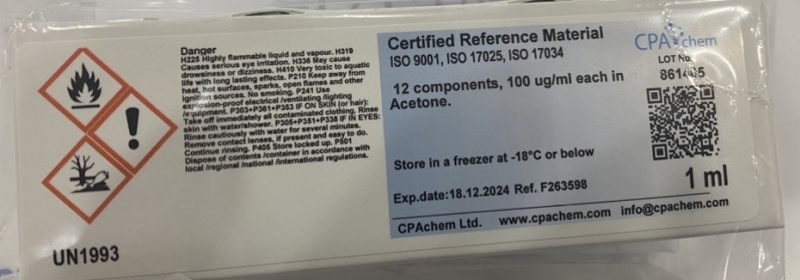 Danger
H225 Highly flammable liquid and vapour. H319
Causes serious eye irritation. H336 May cause
drowsiness or dizziness. H410 Very toxic to aquatic
life with long lasting effects. P210 Keep away from
heat, hot surfaces, sparks, open flames and other
ignition sources. No smoking. P241 Use
explosion-proof electrical /ventilating /lighting
/equipment. P303+P361+P353 IF ON SKIN (or hair):
Take off immediately all contaminated clothing. Rinse
skin with water/shower. P305+P351+P338 IF IN EYES:
Rinse cautiously with water for several minutes.
Remove contact lenses, if present and easy to do.
Continue rinsing. P405 Store locked up. P501
Dispose of contents /container in accordance with
local /regional /national /international regulations.
UN1993
Certified Reference Material
ISO 9001, ISO 17025, ISO 17034
12 components, 100 ug/ml each in
Acetone.
Store in a freezer at -18°C or below
Exp.date:18.12.2024 Ref. F263598
CPAchem Ltd. www.cpachem.com info@cpachem.com
CPAchem
LOT No:
1 ml